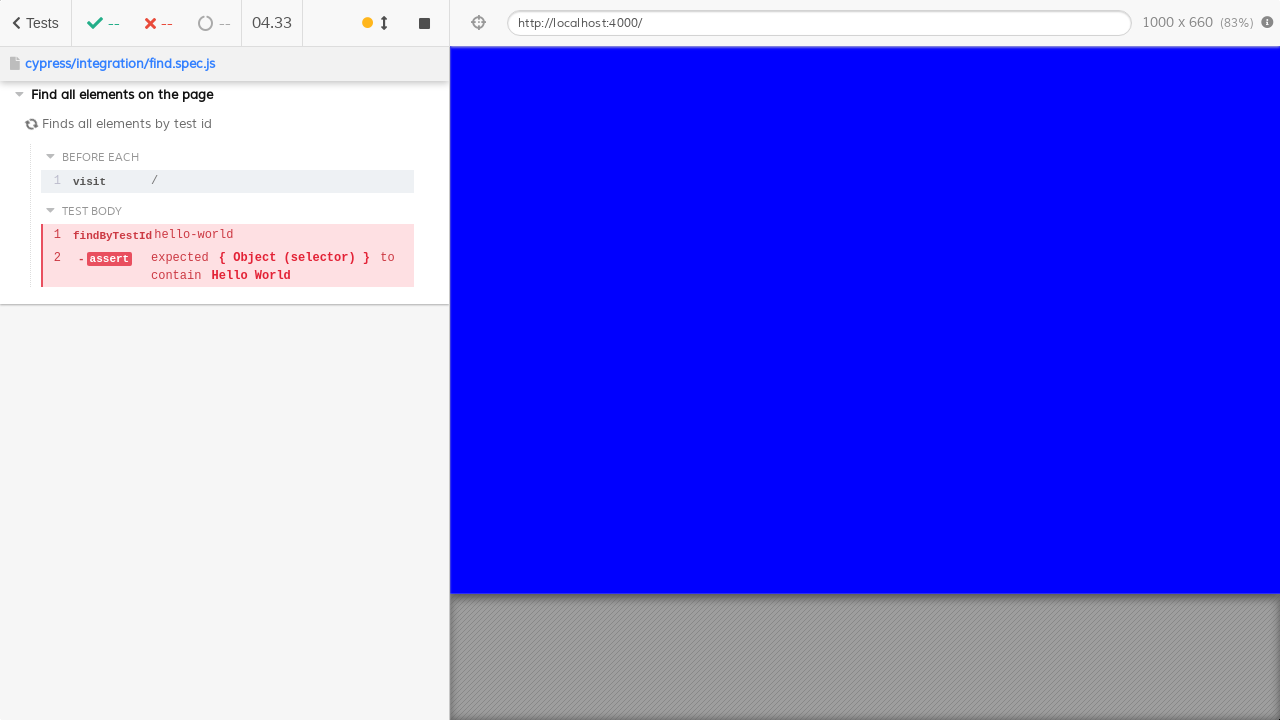 Tests -- -- -- 04.33
http://localhost:4000/ 1000 x 660 (83%)
cypress/integration/find.spec.js
Find all elements on the page
Finds all elements by test id
BEFORE EACH
1 visit /
TEST BODY
1 findByTestId hello-world
2 -assert expected { Object (selector) } to
contain Hello World